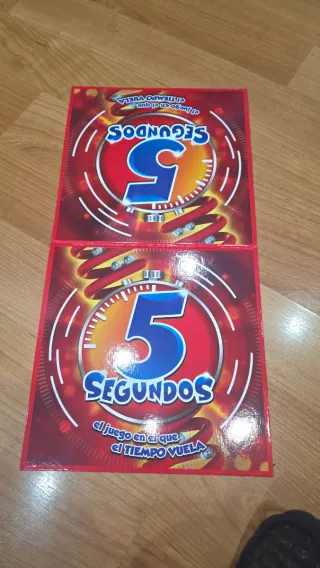 el juego en el que
el TIEMPO VUELA
5
SEGUNDOS
5
SEGUNDOS
el juego en el que
el TIEMPO VUELA